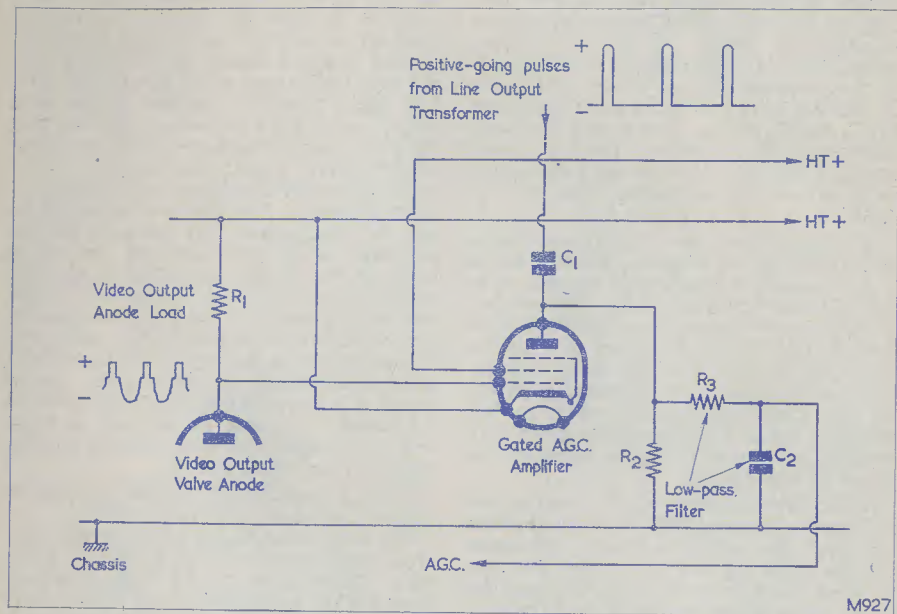 Positive-going pulses
from Line Output
Transformer
+
−
HT+
HT+
C1
Video Output
Anode Load
R1
+
−
R3
Gated A.G.C.
Amplifier
R2
C2
Video Output
Valve Anode
Low-pass
Filter
Chassis
A.G.C.
M927